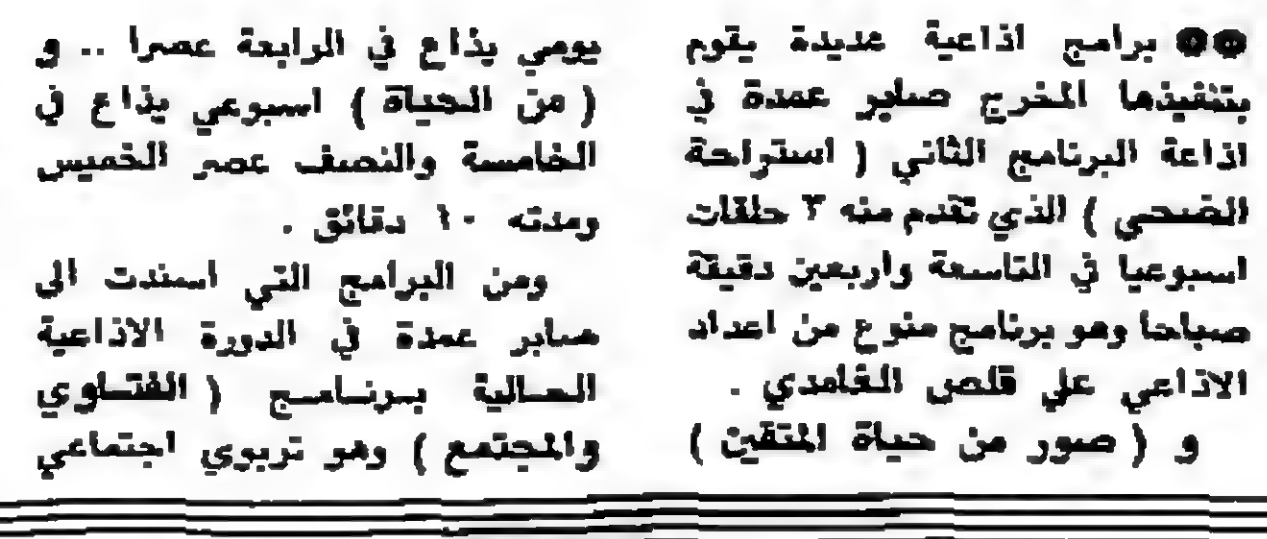 ●● برامج اذاعية عديدة يقوم
بتنفيذها المخرج صابر عمدة في
اذاعة البرنامج الثاني ( استراحة
الضحى ) الذي تقدم منه ٣ حلقات
اسبوعيا في التاسعة واربعين دقيقة
صباحا وهو برنامج منوع من اعداد
الاذاعي علي قلص الغامدي .
و ( صور من حياة المتقين )
يومي يذاع في الرابعة عصرا .. و
( من الحياة ) اسبوعي يذاع في
الخامسة والنصف عصر الخميس
ومدته ١٠ دقائق .
ومن البرامج التي اسندت الى
صابر عمدة في الدورة الاذاعية
الحالية برنامج ( الفتاوي
والمجتمع ) وهو تربوي اجتماعي